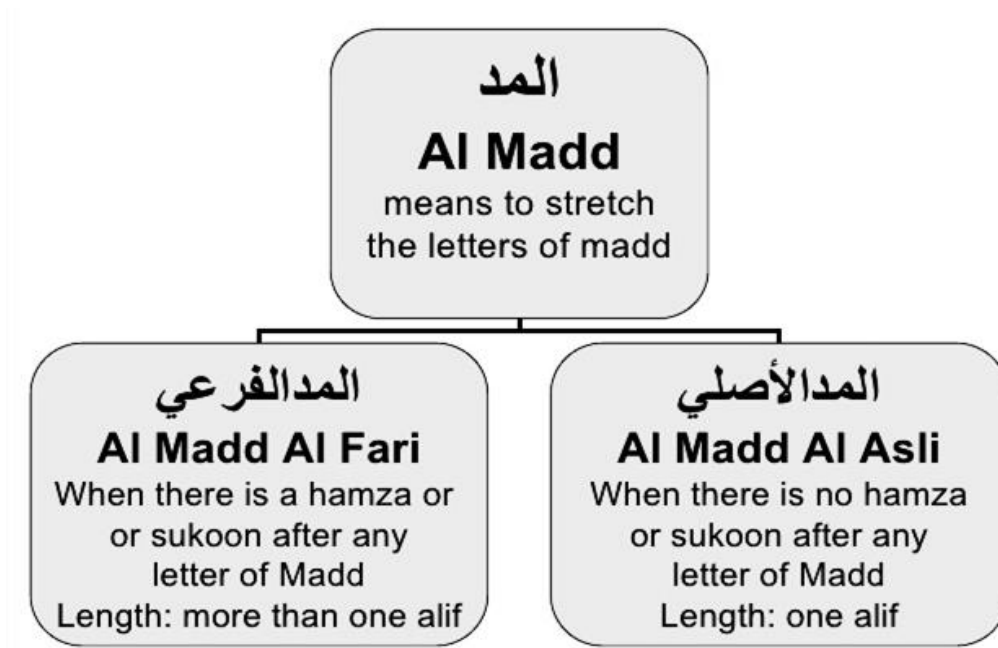 المد
Al Madd
means to stretch
the letters of madd
المدالفرعي
Al Madd Al Fari
When there is a hamza or
or sukoon after any
letter of Madd
Length: more than one alif
المدالأصلي
Al Madd Al Asli
When there is no hamza
or sukoon after any
letter of Madd
Length: one alif